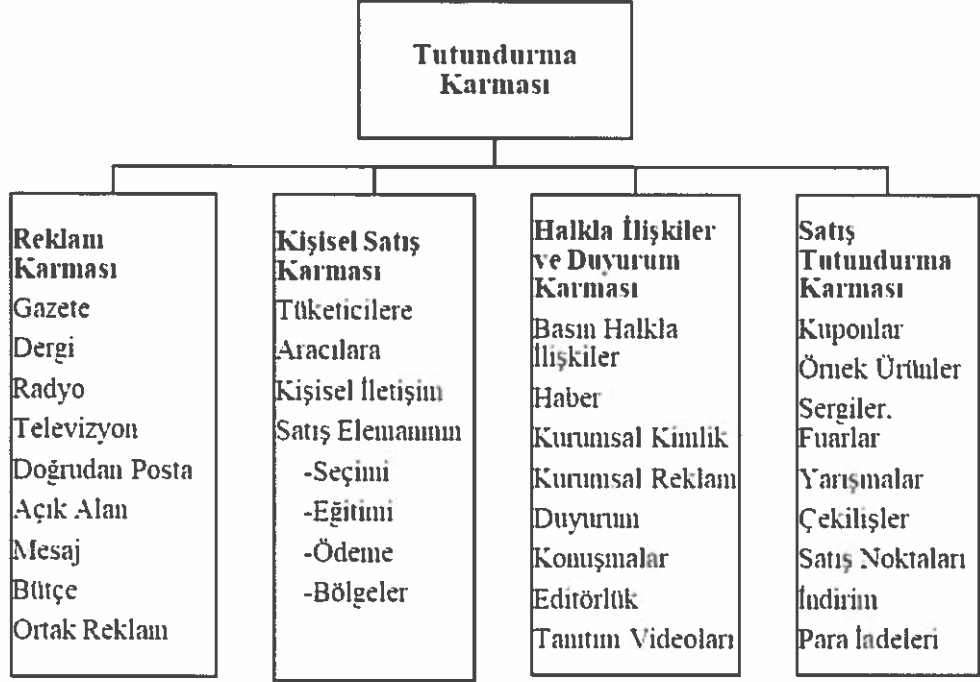 Tutundurma
Karması
Reklam
Karması
Gazete
Dergi
Radyo
Televizyon
Doğrudan Posta
Açık Alan
Mesaj
Bütçe
Ortak Reklam
Kişisel Satış
Karması
Tüketicilere
Aracılara
Kişisel İletişim
Satış Elemanının
-Seçimi
-Eğitimi
-Ödeme
-Bölgeler
Halkla İlişkiler
ve Duyurum
Karması
Basın Halkla
İlişkiler
Haber
Kurumsal Kimlik
Kurumsal Reklam
Duyurum
Konuşmalar
Editörlük
Tanıtım Videoları
Satış
Tutundurma
Karması
Kuponlar
Örnek Ürünler
Sergiler.
Fuarlar
Yarışmalar
Çekilişler
Satış Noktaları
İndirim
Para İadeleri